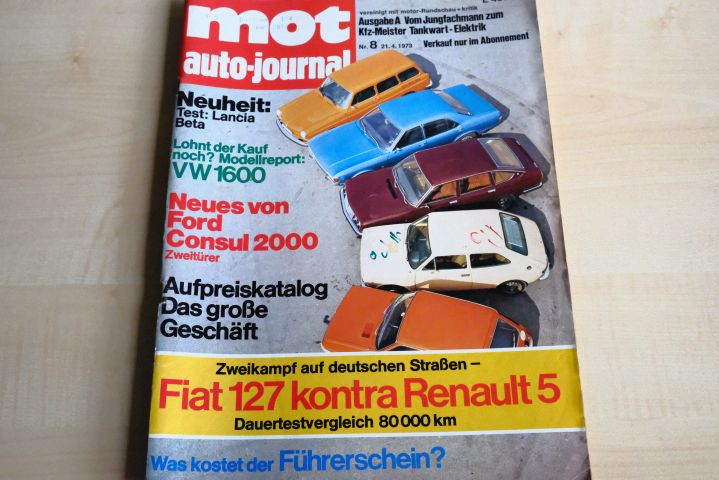 mot
auto-journal
vereinigt mit motor-Rundschau + kritik
Ausgabe A Vom Jungfachmann zum
Kfz-Meister Tankwart-Elektrik
Nr. 8 21.4.1973 Verkauf nur im Abonnement
Neuheit:
Test: Lancia
Beta
Lohnt der Kauf
noch? Modellreport:
VW 1600
Neues von
Ford
Consul 2000
Zweitürer
Aufpreiskatalog
Das große
Geschäft
Zweikampf auf deutschen Straßen –
Fiat 127 kontra Renault 5
Dauertestvergleich 80 000 km
Was kostet der Führerschein?